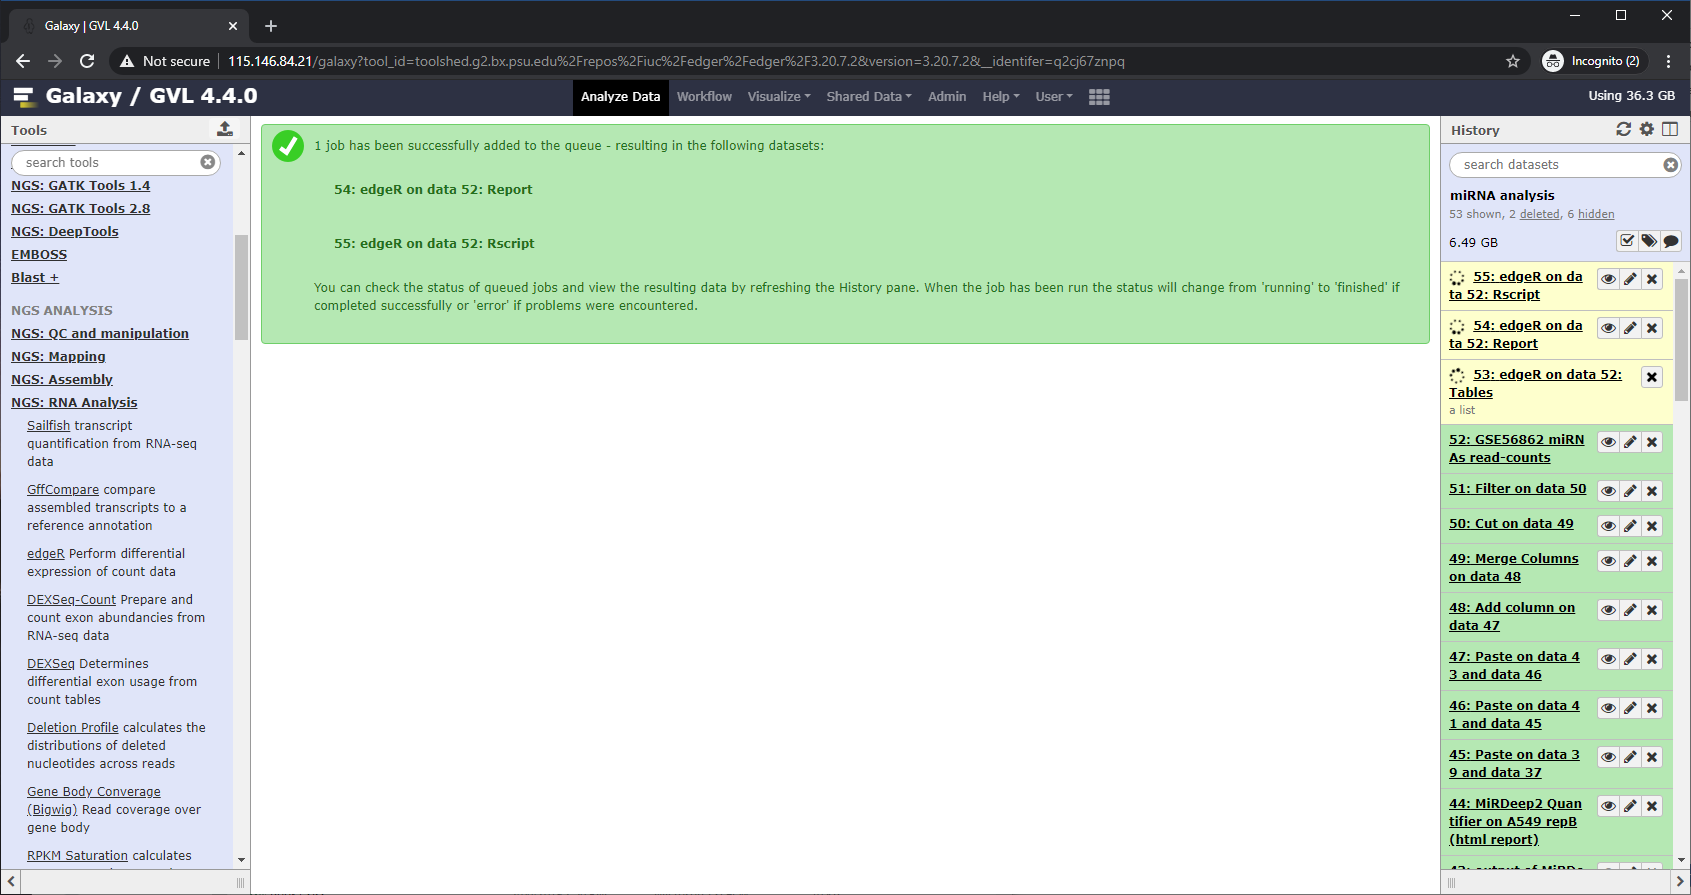 Galaxy | GVL 4.4.0
Not secure
115.146.84.21/galaxy?tool_id=toolshed.g2.bx.psu.edu%2Frepos%2Fiuc%2Fedger%2Fedger%2F3.20.7.2&version=3.20.7.2&__identifer=q2cj67znpq
Incognito (2)
Galaxy / GVL 4.4.0
Analyze Data
Workflow
Visualize
Shared Data
Admin
Help
User
Using 36.3 GB
Tools
search tools
NGS: GATK Tools 1.4
NGS: GATK Tools 2.8
NGS: DeepTools
EMBOSS
Blast +
NGS ANALYSIS
NGS: QC and manipulation
NGS: Mapping
NGS: Assembly
NGS: RNA Analysis
Sailfish transcript
quantification from RNA-seq
data
GffCompare compare
assembled transcripts to a
reference annotation
edgeR Perform differential
expression of count data
DEXSeq-Count Prepare and
count exon abundancies from
RNA-seq data
DEXSeq Determines
differential exon usage from
count tables
Deletion Profile calculates the
distributions of deleted
nucleotides across reads
Gene Body Converage
(Bigwig) Read coverage over
gene body
RPKM Saturation calculates
1 job has been successfully added to the queue - resulting in the following datasets:
54: edgeR on data 52: Report
55: edgeR on data 52: Rscript
You can check the status of queued jobs and view the resulting data by refreshing the History pane. When the job has been run the status will change from 'running' to 'finished' if
completed successfully or 'error' if problems were encountered.
History
search datasets
miRNA analysis
53 shown, 2 deleted, 6 hidden
6.49 GB
55: edgeR on da
ta 52: Rscript
54: edgeR on da
ta 52: Report
53: edgeR on data 52:
Tables
a list
52: GSE56862 miRN
As read-counts
51: Filter on data 50
50: Cut on data 49
49: Merge Columns
on data 48
48: Add column on
data 47
47: Paste on data 4
3 and data 46
46: Paste on data 4
1 and data 45
45: Paste on data 3
9 and data 37
44: MiRDeep2 Quan
tifier on A549 repB
(html report)